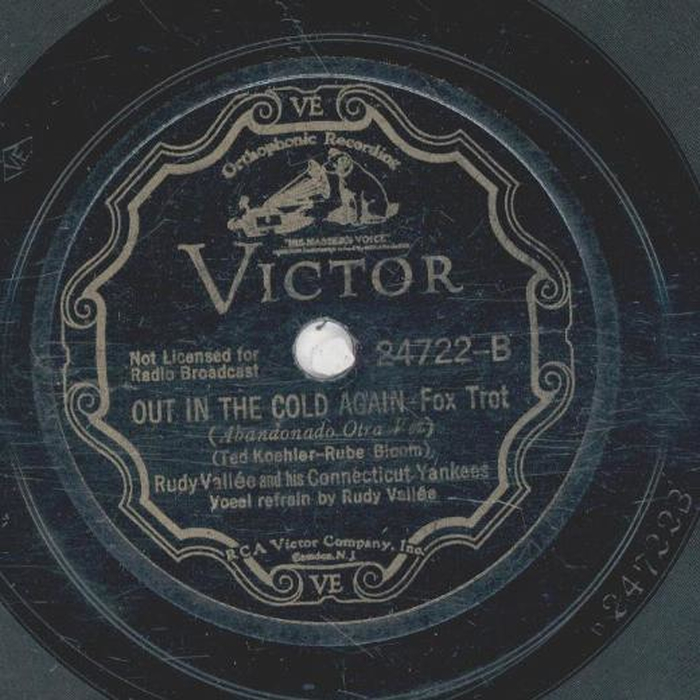 VE
Orthophonic Recording
"HIS MASTER'S VOICE"
VICTOR
Not Licensed for
Radio Broadcast
24722-B
OUT IN THE COLD AGAIN-Fox Trot
(Abandonado Otra Vez)
(Ted Koehler-Rube Bloom)
Rudy Vallée and his Connecticut Yankees
Vocal refrain by Rudy Vallée
RCA Victor Company, Inc.
Camden, N.J.
VE
VE